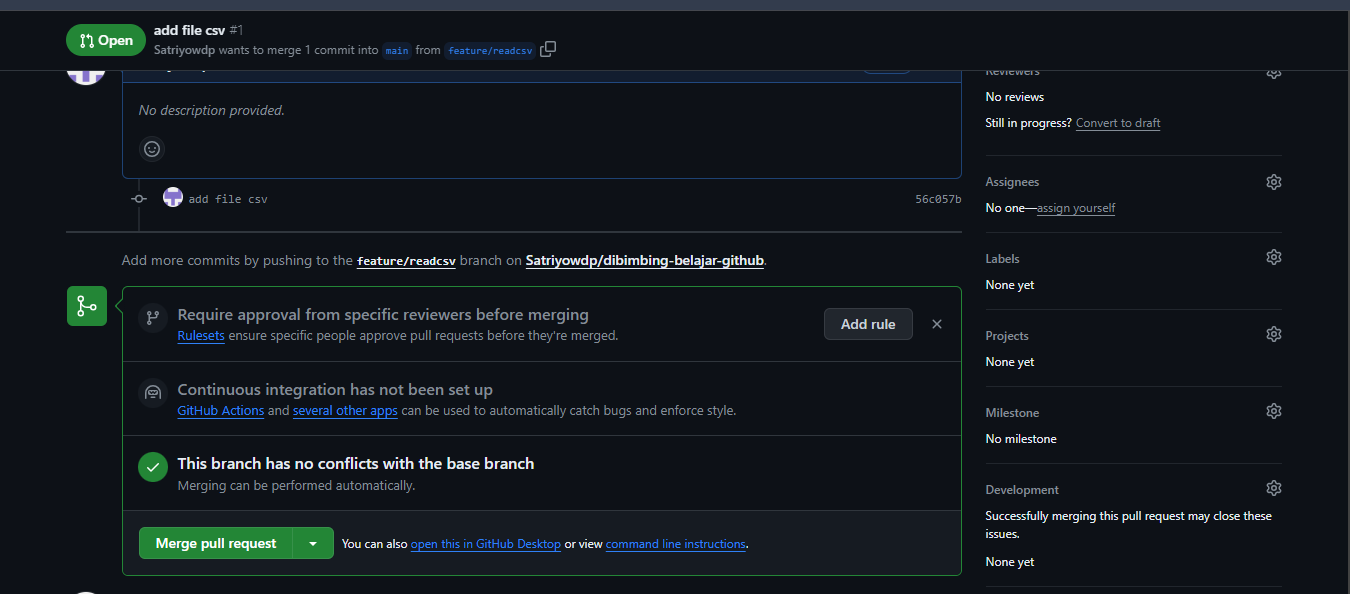 Open
add file csv #1
Satriyowdp wants to merge 1 commit into main from feature/readcsv
No description provided.
add file csv 56c057b
Add more commits by pushing to the feature/readcsv branch on Satriyowdp/dibimbing-belajar-github.
Require approval from specific reviewers before merging
Rulesets ensure specific people approve pull requests before they're merged.
Add rule
Continuous integration has not been set up
GitHub Actions and several other apps can be used to automatically catch bugs and enforce style.
This branch has no conflicts with the base branch
Merging can be performed automatically.
Merge pull request
You can also open this in GitHub Desktop or view command line instructions.
Reviewers
No reviews
Still in progress? Convert to draft
Assignees
No one—assign yourself
Labels
None yet
Projects
None yet
Milestone
No milestone
Development
Successfully merging this pull request may close these
issues.
None yet